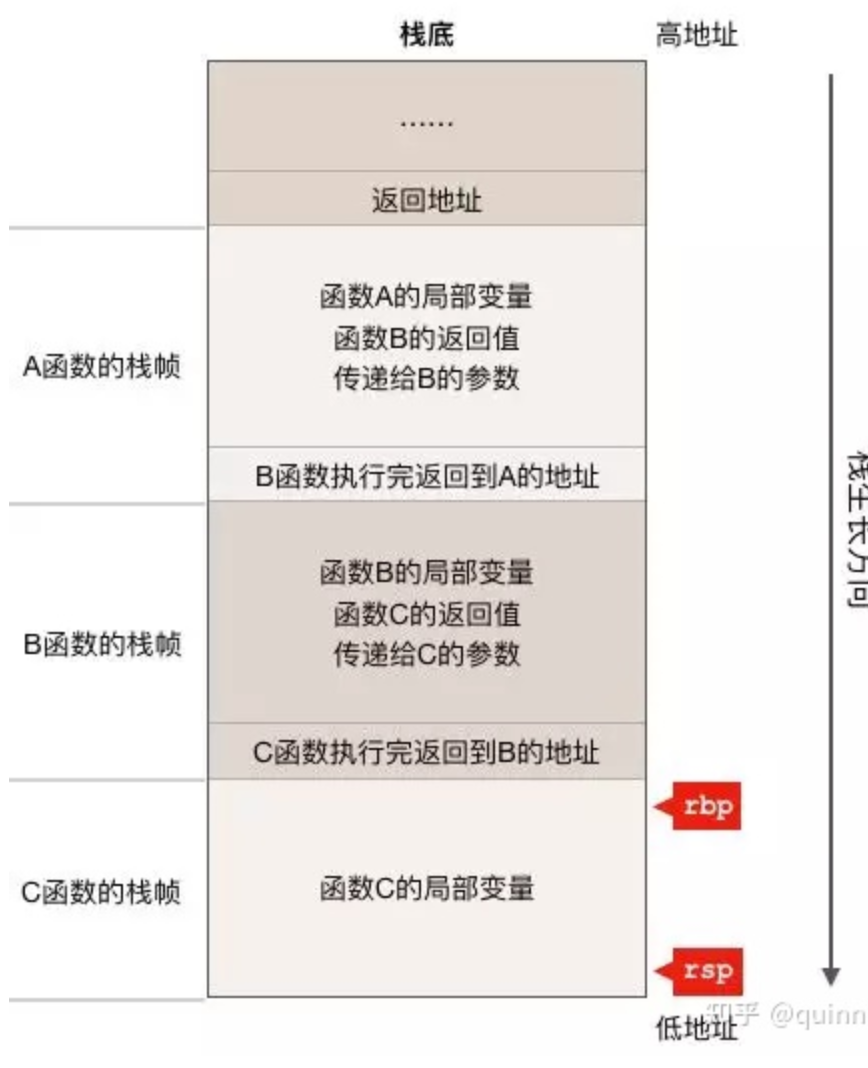 栈底
高地址
……
返回地址
函数A的局部变量
函数B的返回值
传递给B的参数
A函数的栈帧
B函数执行完返回到A的地址
函数B的局部变量
函数C的返回值
传递给C的参数
B函数的栈帧
C函数执行完返回到B的地址
rbp
C函数的栈帧
函数C的局部变量
rsp
低地址
栈生长方向
知乎 @quinn